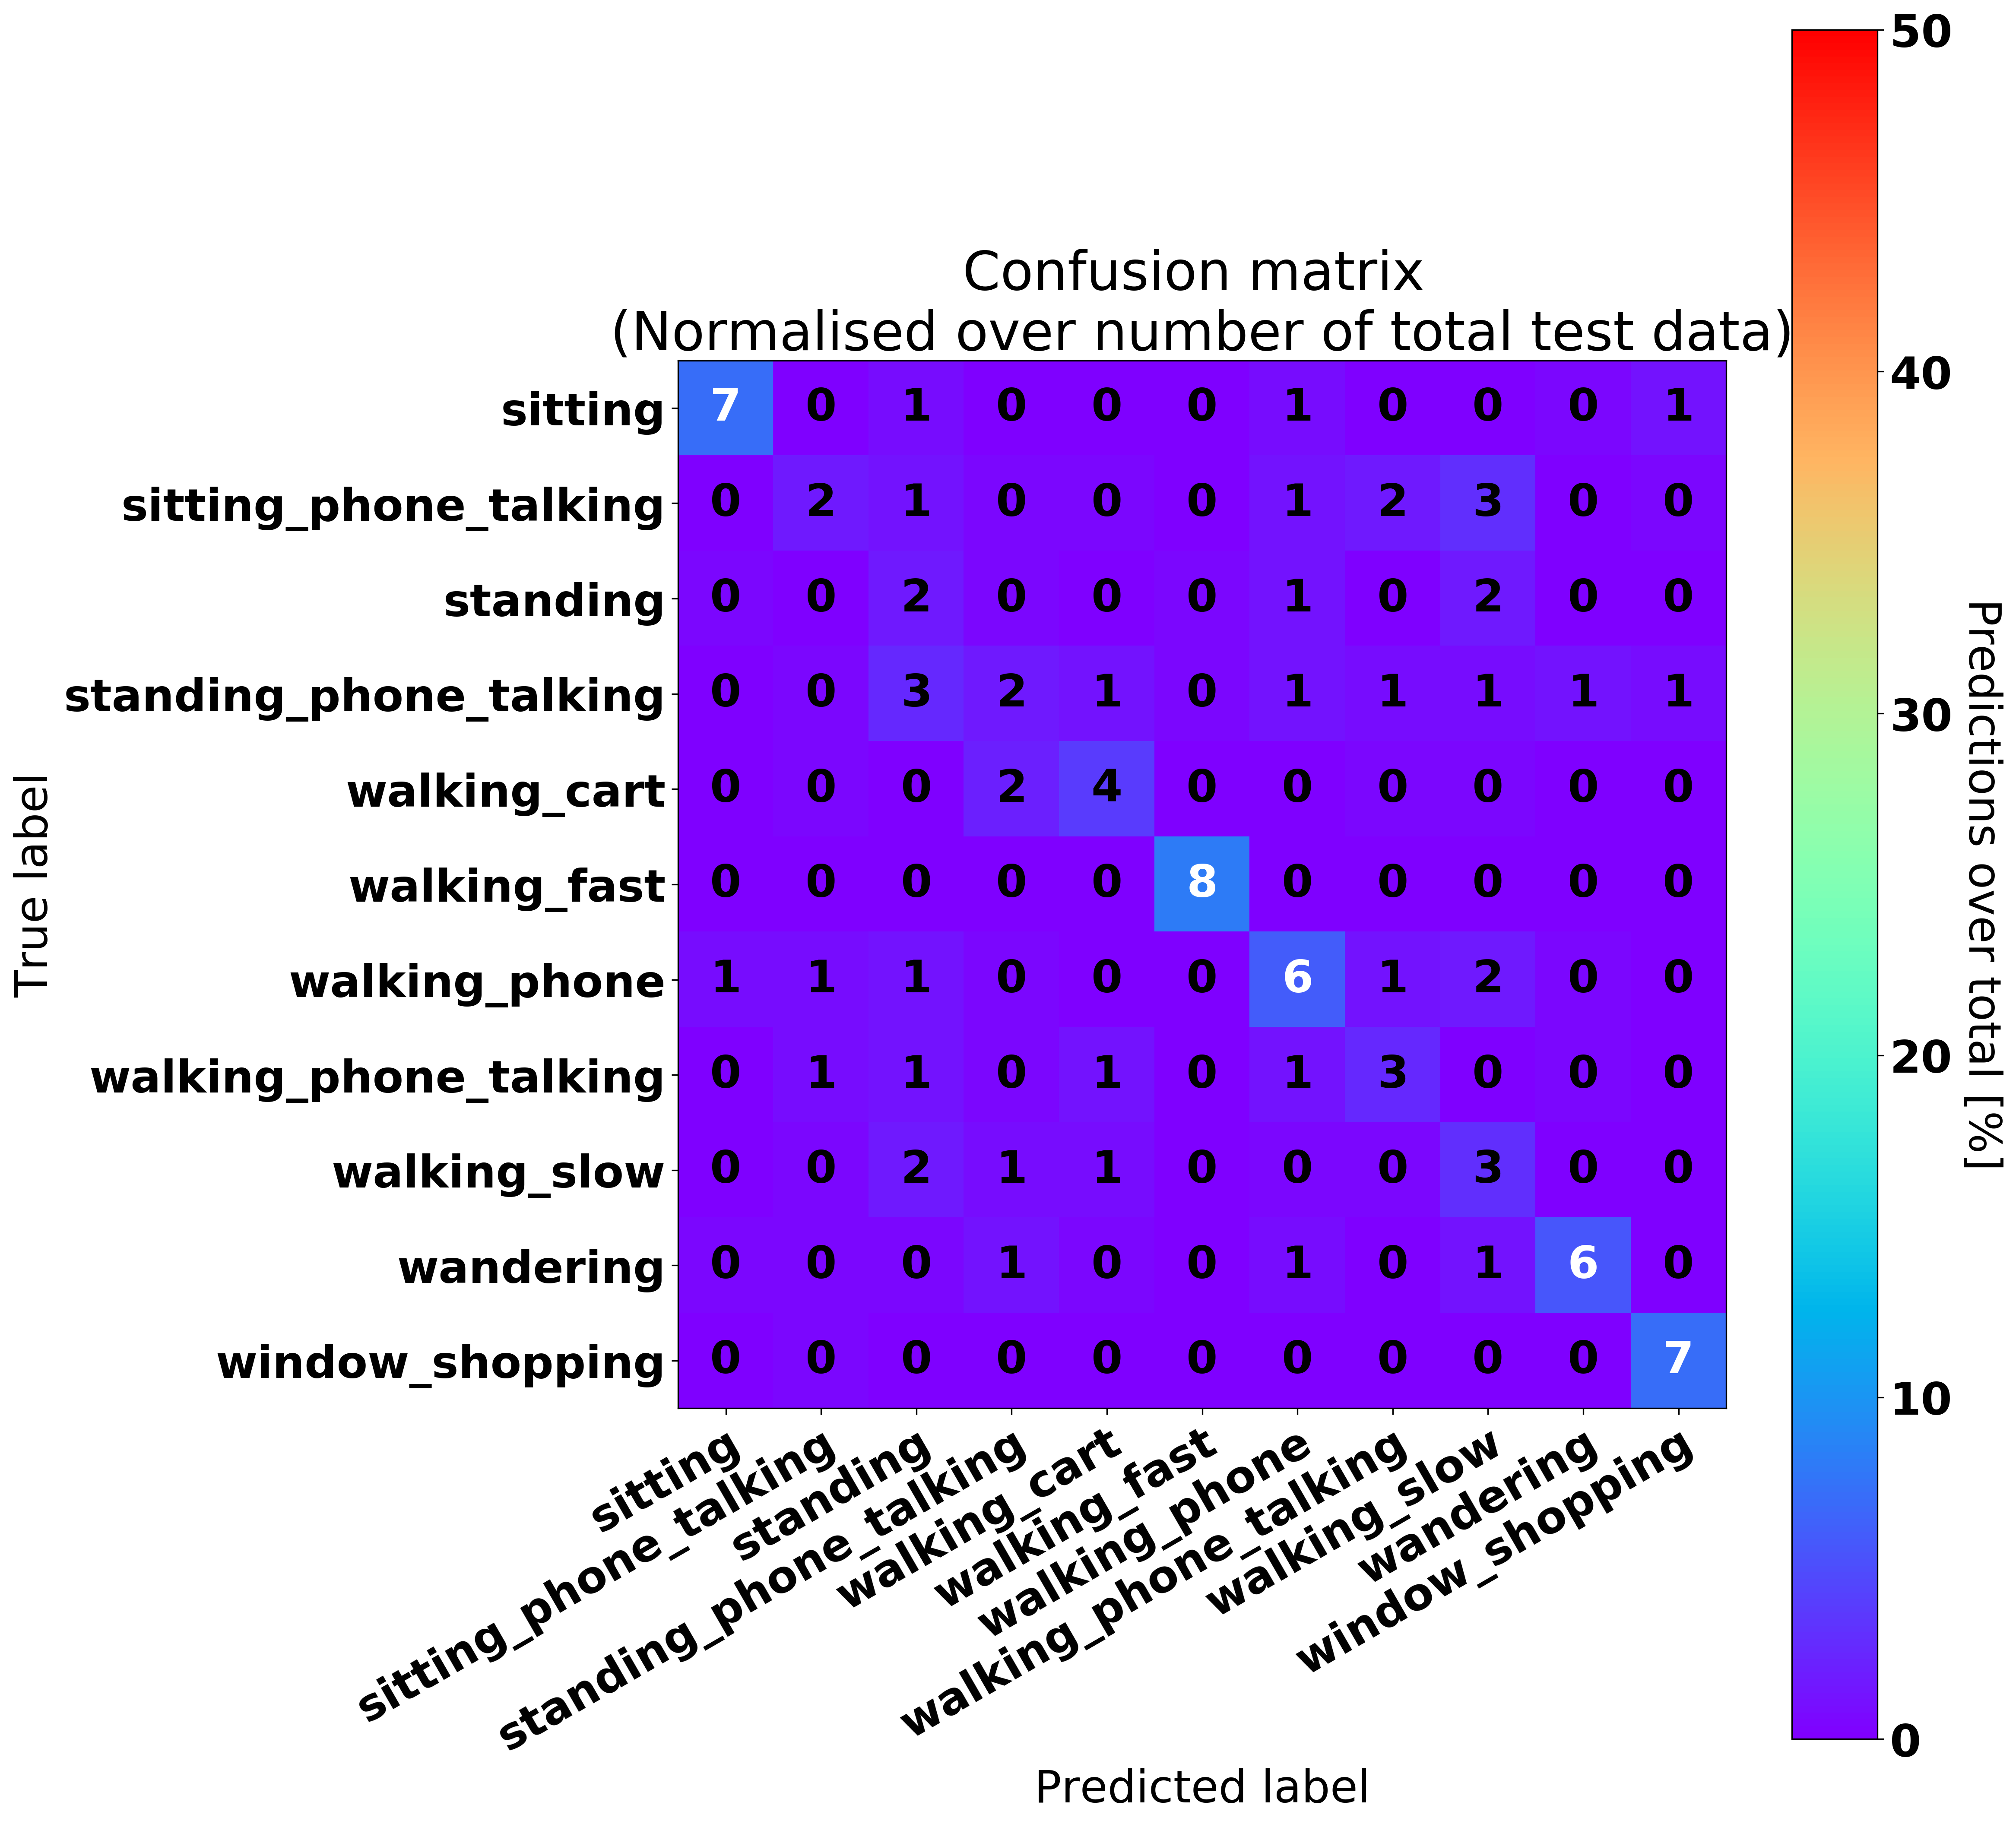 Confusion matrix
(Normalised over number of total test data)
sitting 7 0 1 0 0 0 1 0 0 0 1
sitting_phone_talking 0 2 1 0 0 0 1 2 3 0 0
standing 0 0 2 0 0 0 1 0 2 0 0
standing_phone_talking 0 0 3 2 1 0 1 1 1 1 1
walking_cart 0 0 0 2 4 0 0 0 0 0 0
walking_fast 0 0 0 0 0 8 0 0 0 0 0
walking_phone 1 1 1 0 0 0 6 1 2 0 0
walking_phone_talking 0 1 1 0 1 0 1 3 0 0 0
walking_slow 0 0 2 1 1 0 0 0 3 0 0
wandering 0 0 0 1 0 0 1 0 1 6 0
window_shopping 0 0 0 0 0 0 0 0 0 0 7
True label
sitting
sitting_phone_talking
standing
standing_phone_talking
walking_cart
walking_fast
walking_phone
walking_phone_talking
walking_slow
wandering
window_shopping
Predicted label
50
40
30
20
10
0
Predictions over total [%]